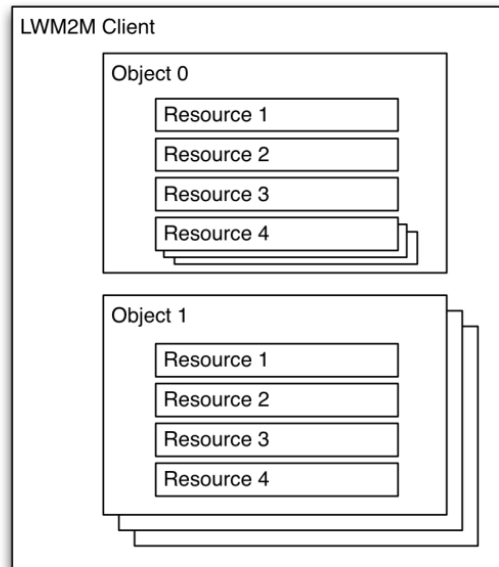 LWM2M Client
Object 0
Resource 1
Resource 2
Resource 3
Resource 4
Object 1
Resource 1
Resource 2
Resource 3
Resource 4